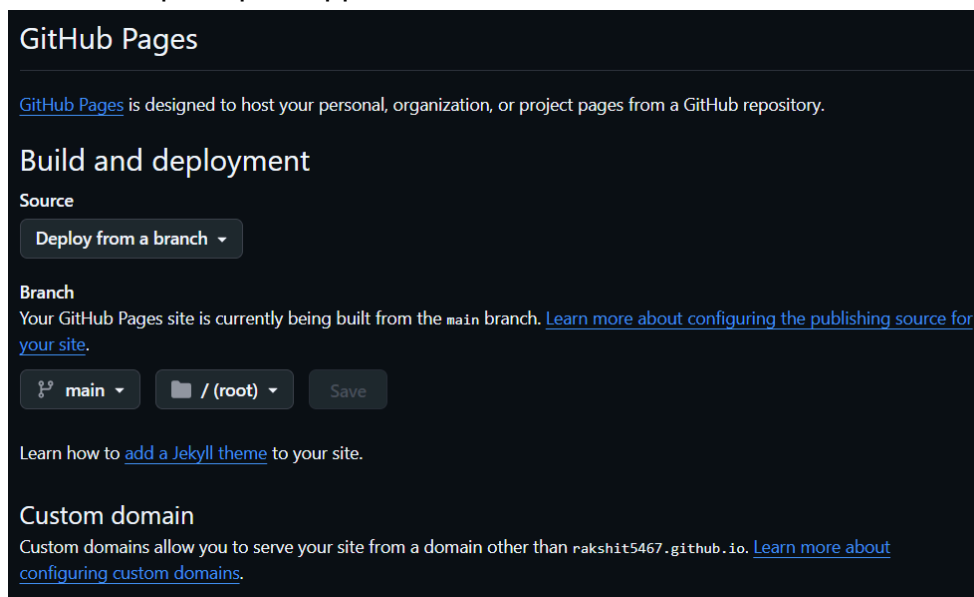 GitHub Pages
GitHub Pages is designed to host your personal, organization, or project pages from a GitHub repository.
Build and deployment
Source
Deploy from a branch
Branch
Your GitHub Pages site is currently being built from the main branch. Learn more about configuring the publishing source for
your site.
main / (root) Save
Learn how to add a Jekyll theme to your site.
Custom domain
Custom domains allow you to serve your site from a domain other than rakshit5467.github.io. Learn more about
configuring custom domains.